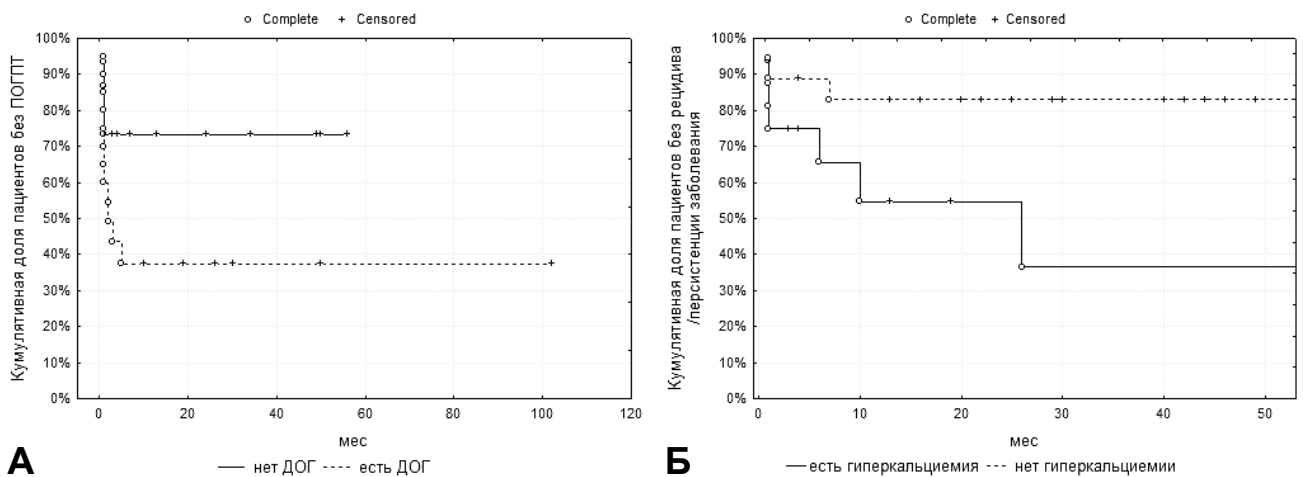 Complete Censored
Кумулятивная доля пациентов без ПОГПТ
100%
90%
80%
70%
60%
50%
40%
30%
20%
10%
0%
0 20 40 60 80 100 120
мес
А
нет ДОГ есть ДОГ
Complete Censored
Кумулятивная доля пациентов без рецидива
/персистенции заболевания
100%
90%
80%
70%
60%
50%
40%
30%
20%
10%
0%
0 10 20 30 40 50
мес
Б
есть гиперкальциемия нет гиперкальциемии